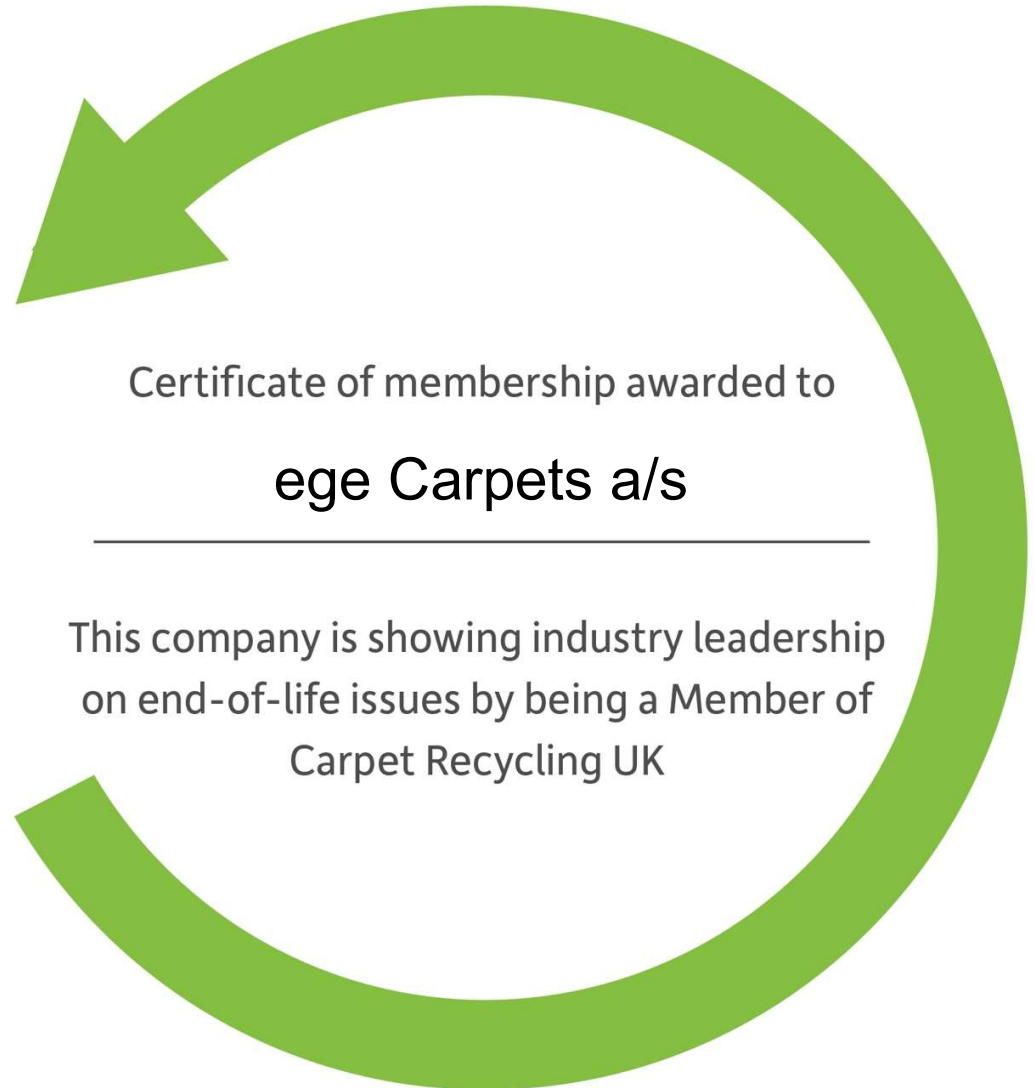 Certificate of membership awarded to
ege Carpets a/s
This company is showing industry leadership
on end-of-life issues by being a Member of
Carpet Recycling UK